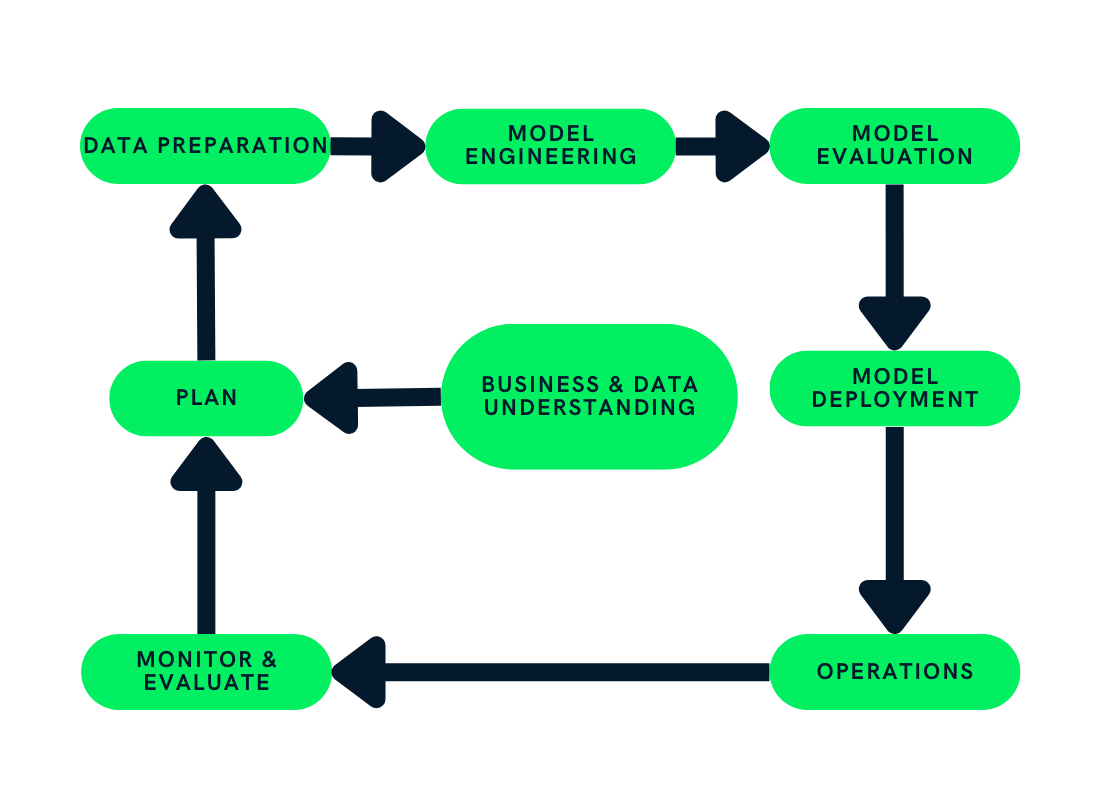 DATA PREPARATION
MODEL
ENGINEERING
MODEL
EVALUATION
PLAN
BUSINESS & DATA
UNDERSTANDING
MODEL
DEPLOYMENT
MONITOR &
EVALUATE
OPERATIONS